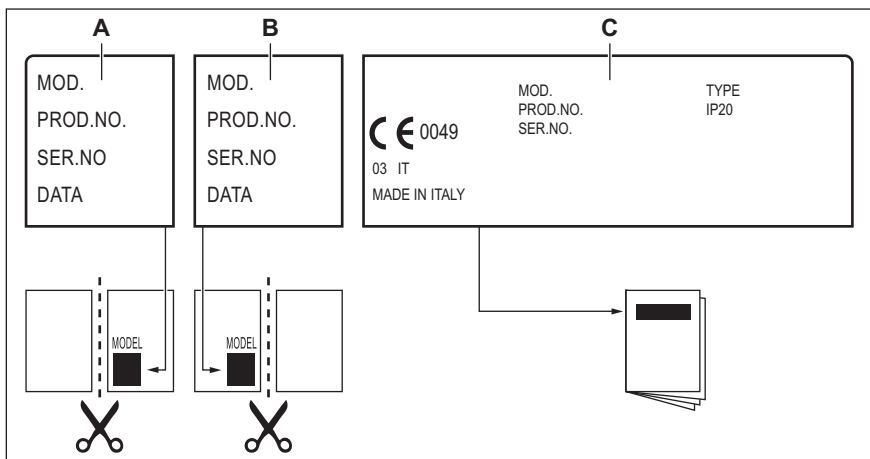 A
B
C
MOD.
PROD.NO.
SER.NO
DATA
MOD.
PROD.NO.
SER.NO
DATA
MOD.
PROD.NO.
SER.NO.
TYPE
IP20
CE 0049
03 IT
MADE IN ITALY
MODEL
MODEL